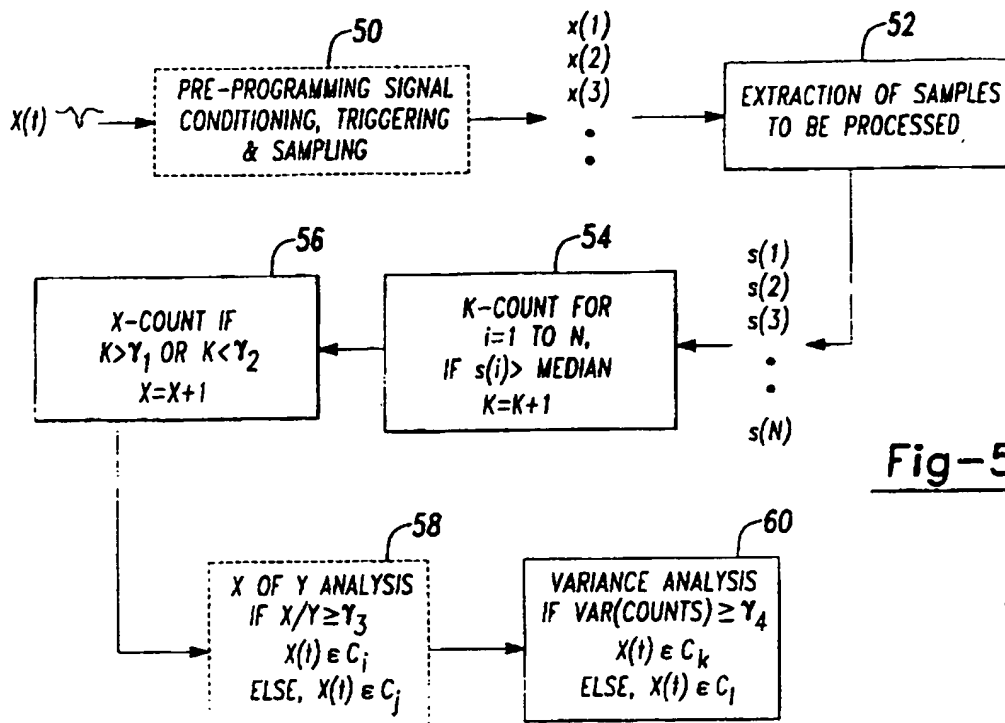 50
X(t)
PRE-PROGRAMMING SIGNAL
CONDITIONING, TRIGGERING
& SAMPLING
x(1)
x(2)
x(3)
52
EXTRACTION OF SAMPLES
TO BE PROCESSED
s(1)
s(2)
s(3)
s(N)
54
K-COUNT FOR
i=1 TO N,
IF s(i)> MEDIAN
K=K+1
56
X-COUNT IF
K>γ1 OR K<γ2
X=X+1
Fig-5
58
X OF Y ANALYSIS
IF X/Y≥γ3
X(t) ε Ci
ELSE, X(t) ε Cj
60
VARIANCE ANALYSIS
IF VAR(COUNTS) ≥ γ4
X(t) ε Ck
ELSE, X(t) ε Cl